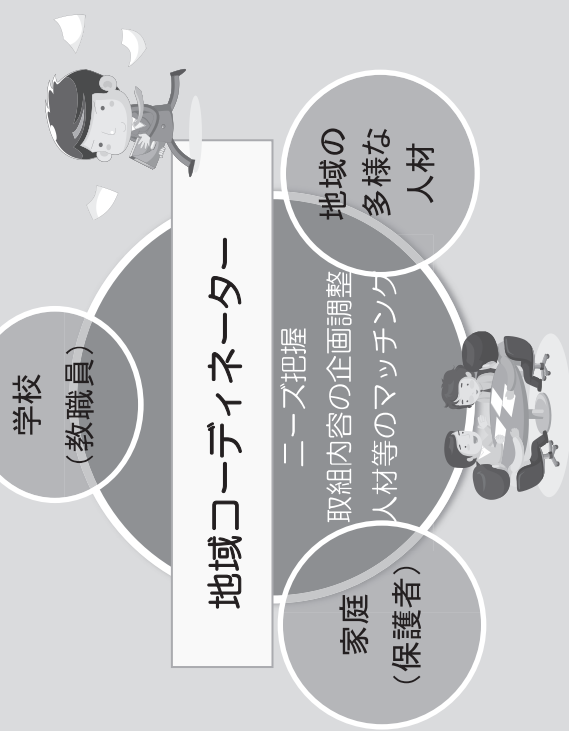 学校
（教職員）
地域コーディネーター
ニーズ把握
取組内容の企画調整
人材等のマッチング
家庭
（保護者）
地域の
多様な
人材